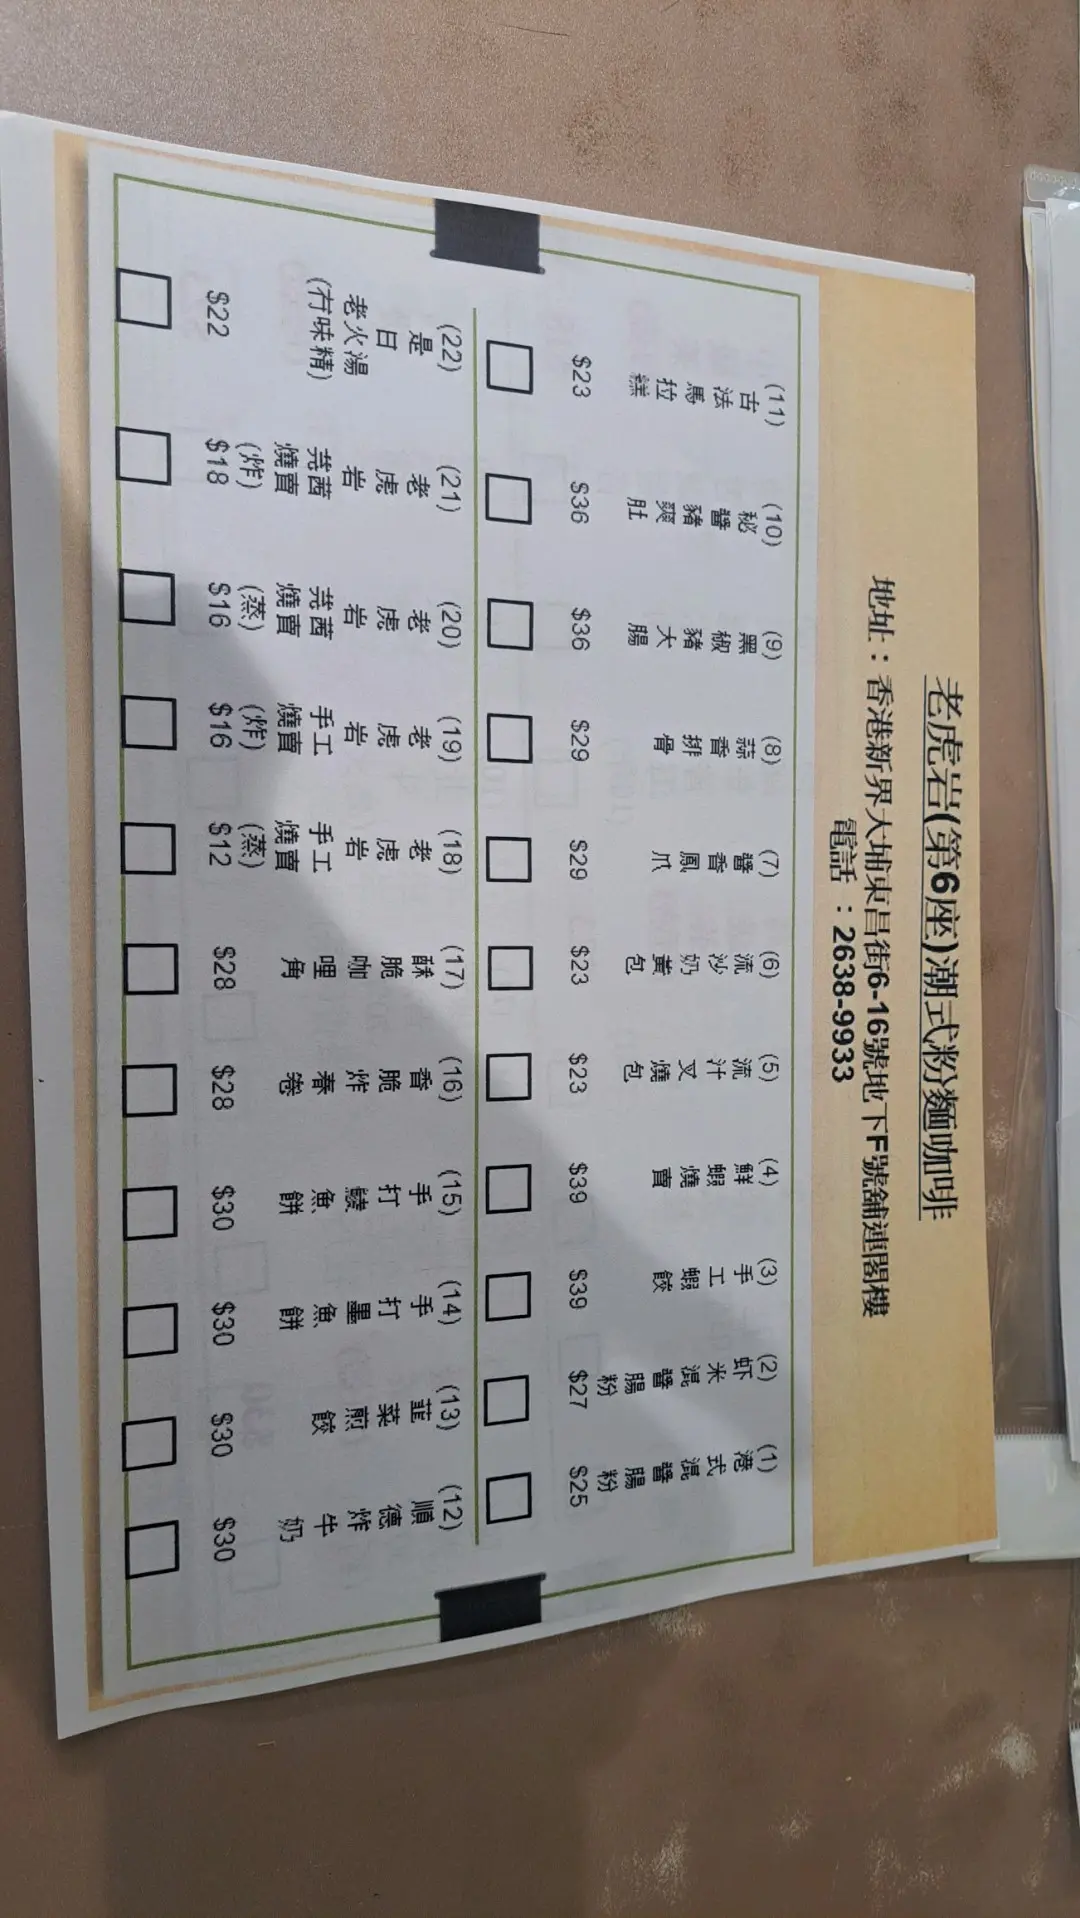 老虎岩(第6座)潮式粉麵咖啡
地址：香港新界大埔東昌街6-16號地下F號舖連閣樓
電話：2638-9933
(1)
港式混醬腸粉
$25
(2)
虾米混醬腸粉
$27
(3)
手工蝦餃
$39
(4)
鮮蝦燒賣
$39
(5)
流汁叉燒包
$23
(6)
流沙奶黃包
$23
(7)
醬香鳳爪
$29
(8)
蒜香排骨
$29
(9)
黑椒豬大腸
$36
(10)
秘醬豬爽肚
$36
(11)
古法馬拉糕
$23
(12)
順德炸牛奶
$30
(13)
韮菜煎餃
$30
(14)
手打墨魚餅
$30
(15)
手打鯪魚餅
$30
(16)
香脆炸春卷
$28
(17)
酥脆咖哩角
$28
(18)
老虎岩
手工
燒賣
(蒸)
$12
(19)
老虎岩
手工
燒賣
(炸)
$16
(20)
老虎岩
芫茜
燒賣
(蒸)
$16
(21)
老虎岩
芫茜
燒賣
(炸)
$18
(22)
是日
老火湯
(冇味精)
$22